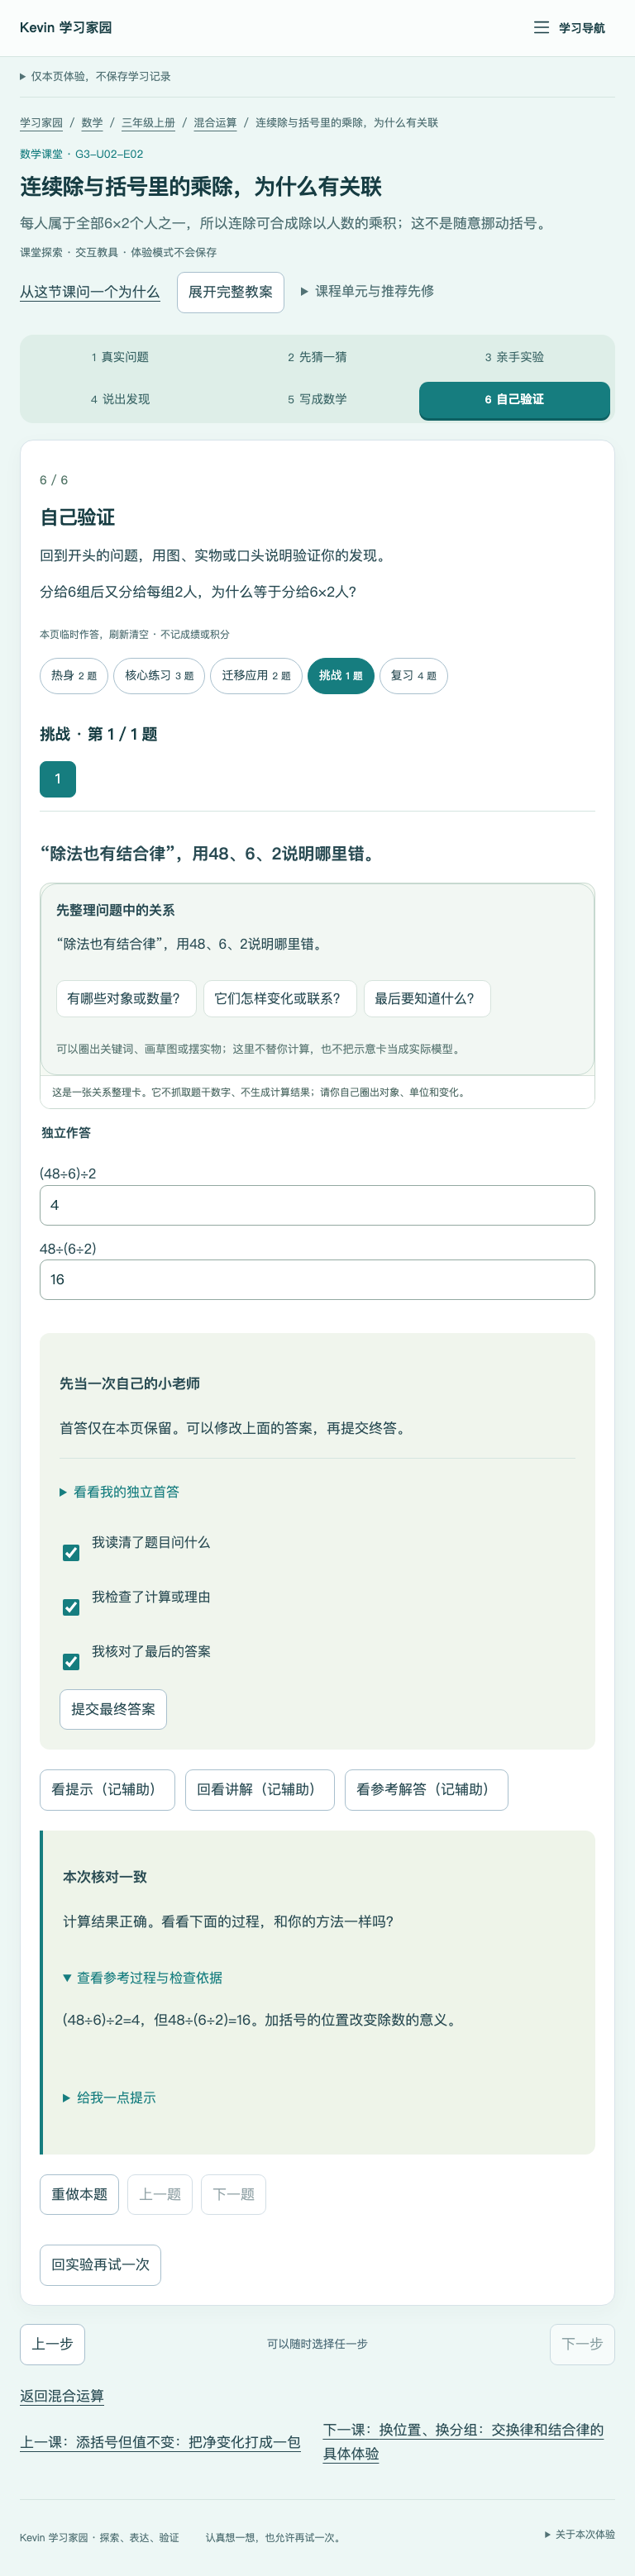 Kevin 学习家园
学习导航
▶ 仅本页体验，不保存学习记录
学习家园 / 数学 / 三年级上册 / 混合运算 / 连续除与括号里的乘除，为什么有关联
数学课堂 · G3-U02-E02
连续除与括号里的乘除，为什么有关联
每人属于全部6×2个人之一，所以连除可合成除以人数的乘积；这不是随意挪动括号。
课堂探索 · 交互教具 · 体验模式不会保存
从这节课问一个为什么
展开完整教案
▶ 课程单元与推荐先修
1 真实问题
2 先猜一猜
3 亲手实验
4 说出发现
5 写成数学
6 自己验证
6 / 6
自己验证
回到开头的问题，用图、实物或口头说明验证你的发现。
分给6组后又分给每组2人，为什么等于分给6×2人？
本页临时作答，刷新清空 · 不记成绩或积分
热身 2 题
核心练习 3 题
迁移应用 2 题
挑战 1 题
复习 4 题
挑战 · 第 1 / 1 题
1
“除法也有结合律”，用48、6、2说明哪里错。
先整理问题中的关系
“除法也有结合律”，用48、6、2说明哪里错。
有哪些对象或数量？
它们怎样变化或联系？
最后要知道什么？
可以圈出关键词、画草图或摆实物；这里不替你计算，也不把示意卡当成实际模型。
这是一张关系整理卡。它不抓取题干数字、不生成计算结果；请你自己圈出对象、单位和变化。
独立作答
(48÷6)÷2
4
48÷(6÷2)
16
先当一次自己的小老师
首答仅在本页保留。可以修改上面的答案，再提交终答。
▶ 看看我的独立首答
我读清了题目问什么
我检查了计算或理由
我核对了最后的答案
提交最终答案
看提示（记辅助）
回看讲解（记辅助）
看参考解答（记辅助）
本次核对一致
计算结果正确。看看下面的过程，和你的方法一样吗？
▼ 查看参考过程与检查依据
(48÷6)÷2=4，但48÷(6÷2)=16。加括号的位置改变除数的意义。
▶ 给我一点提示
重做本题
上一题
下一题
回实验再试一次
上一步
可以随时选择任一步
下一步
返回混合运算
上一课：添括号但值不变：把净变化打成一包
下一课：换位置、换分组：交换律和结合律的
具体体验
Kevin 学习家园 · 探索、表达、验证
认真想一想，也允许再试一次。
▶ 关于本次体验